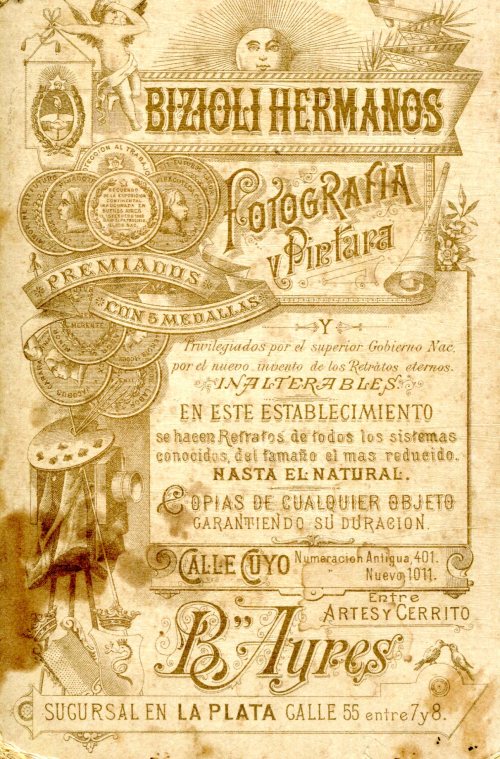 BIZIOLI HERMANOS
FOTOGRAFIA
y Pintura
PREMIADOS
CON 5 MEDALLAS
Y
Privilegiados por el superior Gobierno Nac.
por el nuevo invento de los Retràtos eternos.
INALTERABLES.
EN ESTE ESTABLECIMIENTO
se hacen Retratos de todos los sistemas
conocidos, del tamaño el mas reducido,
HASTA EL NATURAL.
COPIAS DE CUALQUIER OBJETO
GARANTIENDO SU DURACION.
CALLE CUYO Numeracion Antigua, 401.
Nuevo, 1011.
Entre
ARTES Y CERRITO
Bs Ayres
SUCURSAL EN LA PLATA CALLE 55 entre 7 y 8.